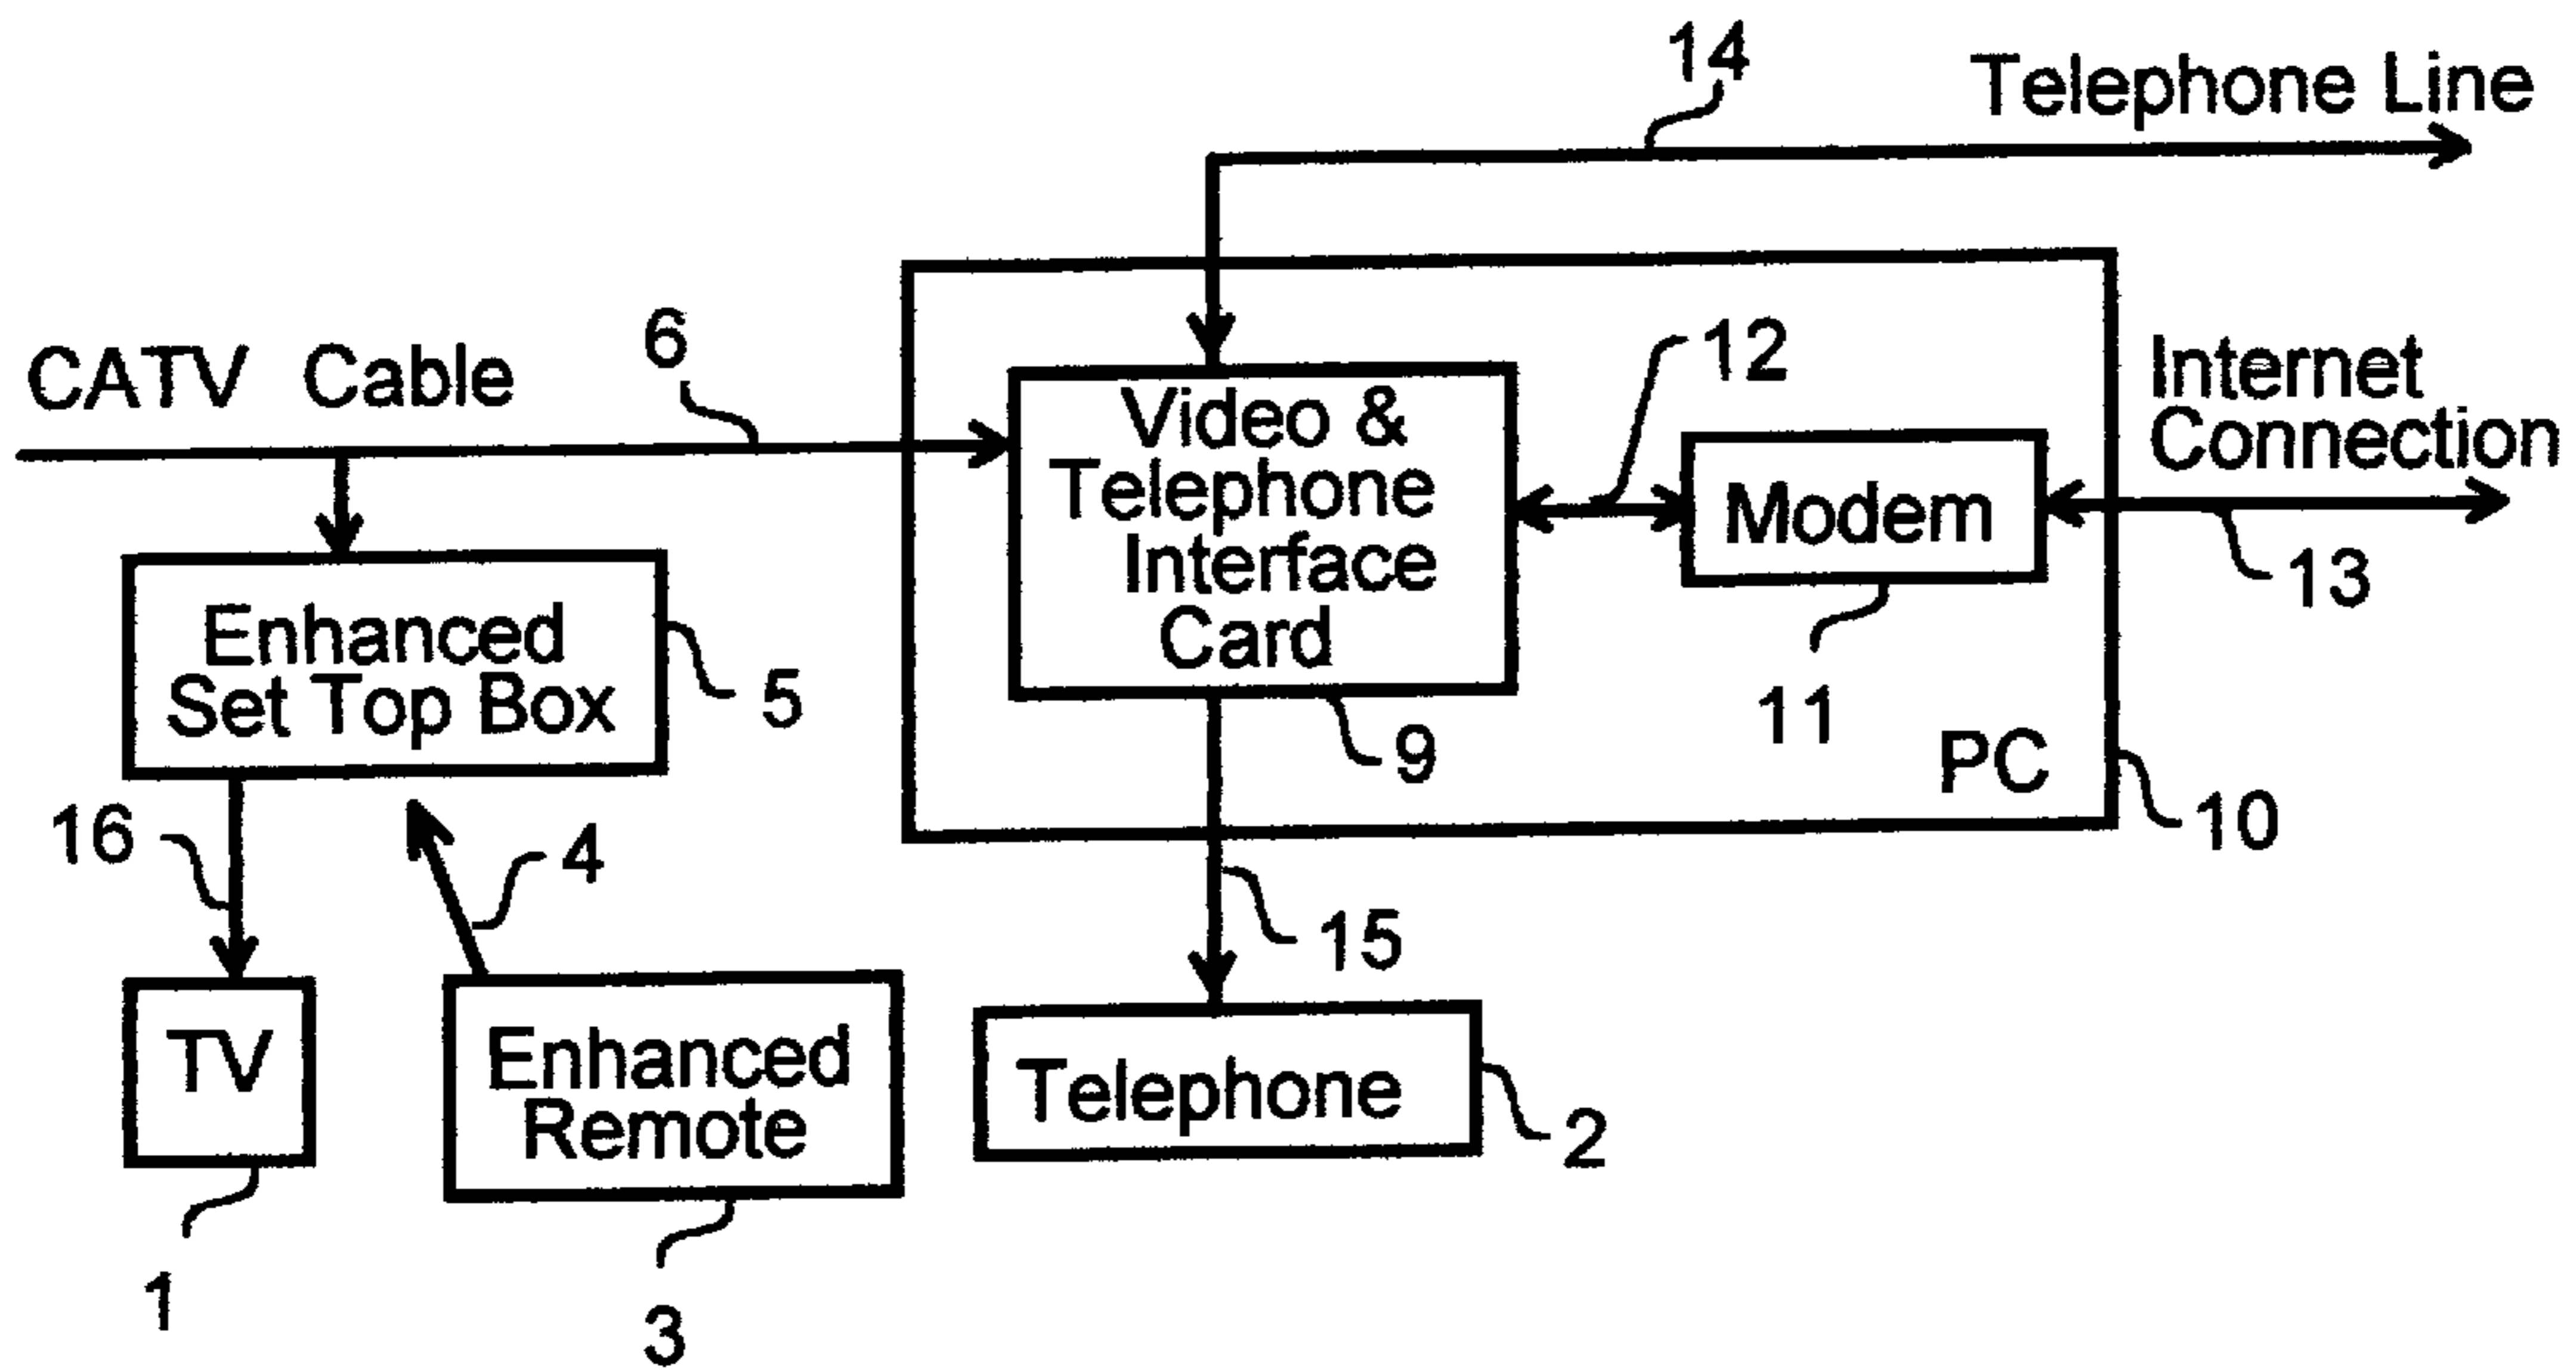 14
Telephone Line
CATV Cable
6
Video &
Telephone
Interface
Card
12
Modem
Internet
Connection
13
11
9
PC
10
Enhanced
Set Top Box
5
16
4
15
TV
1
Enhanced
Remote
3
Telephone
2